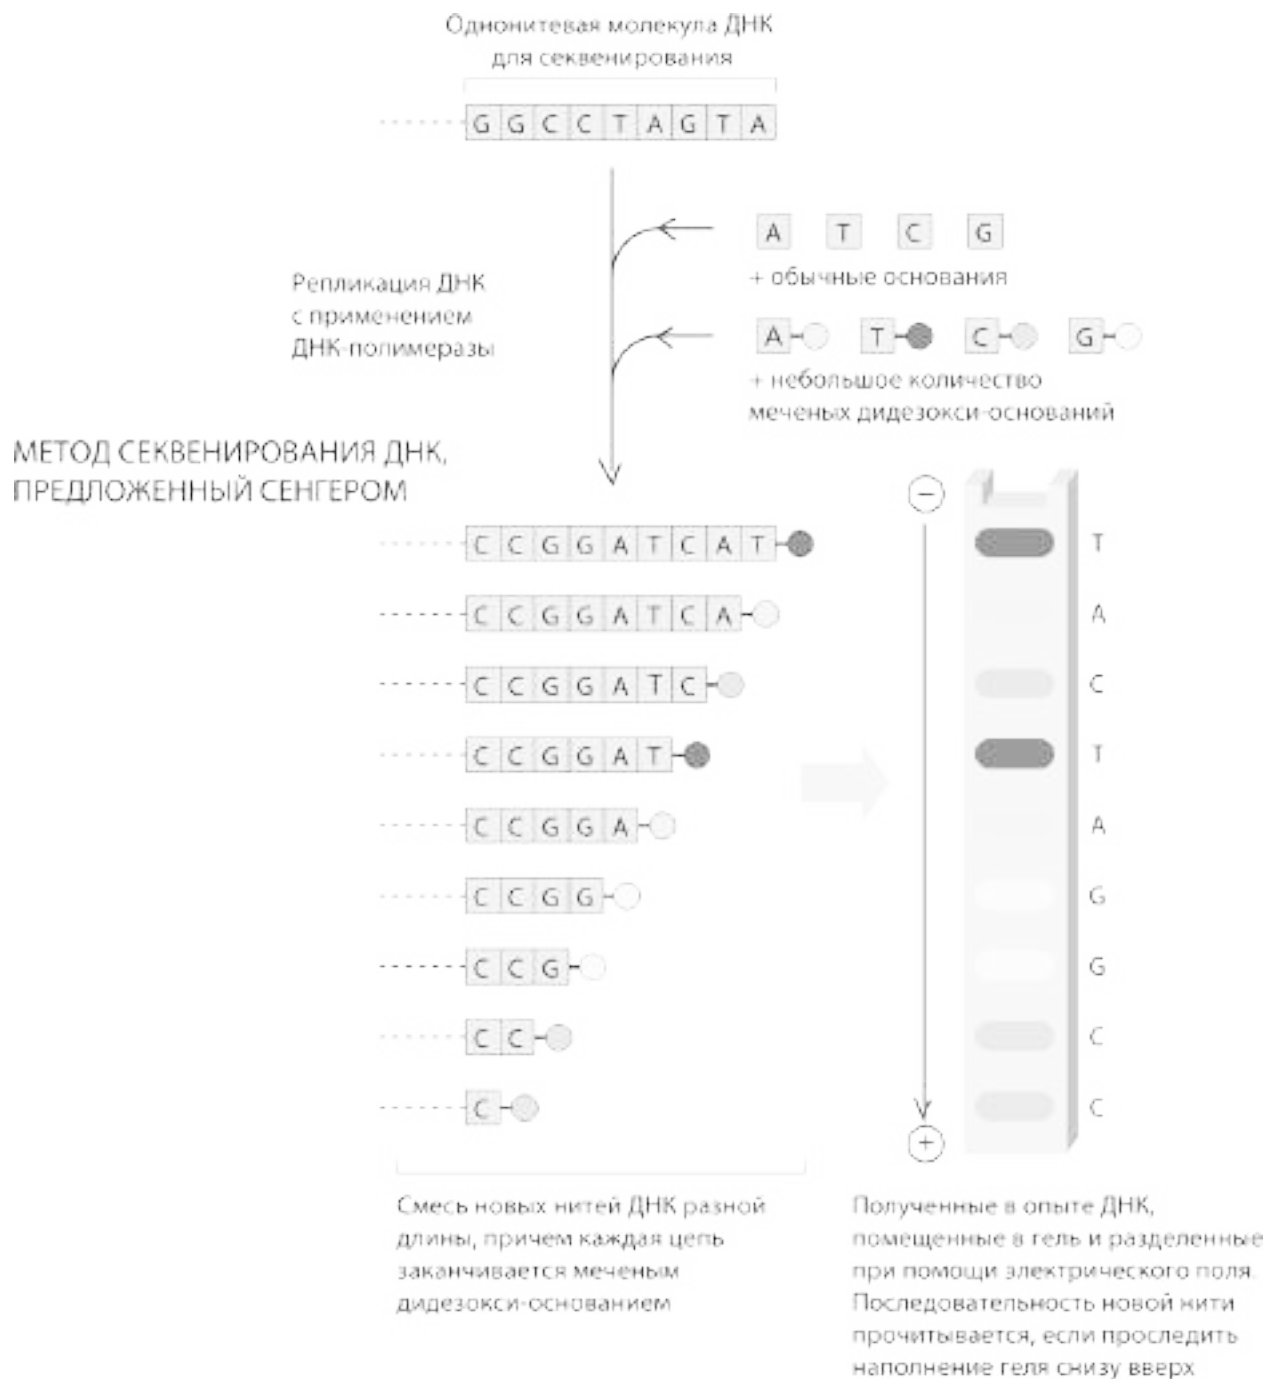 Однонитевая молекула ДНК
для секвенирования
G G C C T A G T A
A T C G
+ обычные основания
Репликация ДНК
с применением
ДНК-полимеразы
A T C G
+ небольшое количество
меченых дидезокси-оснований
МЕТОД СЕКВЕНИРОВАНИЯ ДНК,
ПРЕДЛОЖЕННЫЙ СЕНГЕРОМ
−
C C G G A T C A T
T
C C G G A T C A
A
C C G G A T C
C
C C G G A T
T
C C G G A
A
C C G G
G
C C G
G
C C
C
C
C
+
Смесь новых нитей ДНК разной
длины, причем каждая цепь
заканчивается меченым
дидезокси-основанием
Полученные в опыте ДНК,
помещенные в гель и разделенные
при помощи электрического поля.
Последовательность новой нити
прочитывается, если проследить
наполнение геля снизу вверх